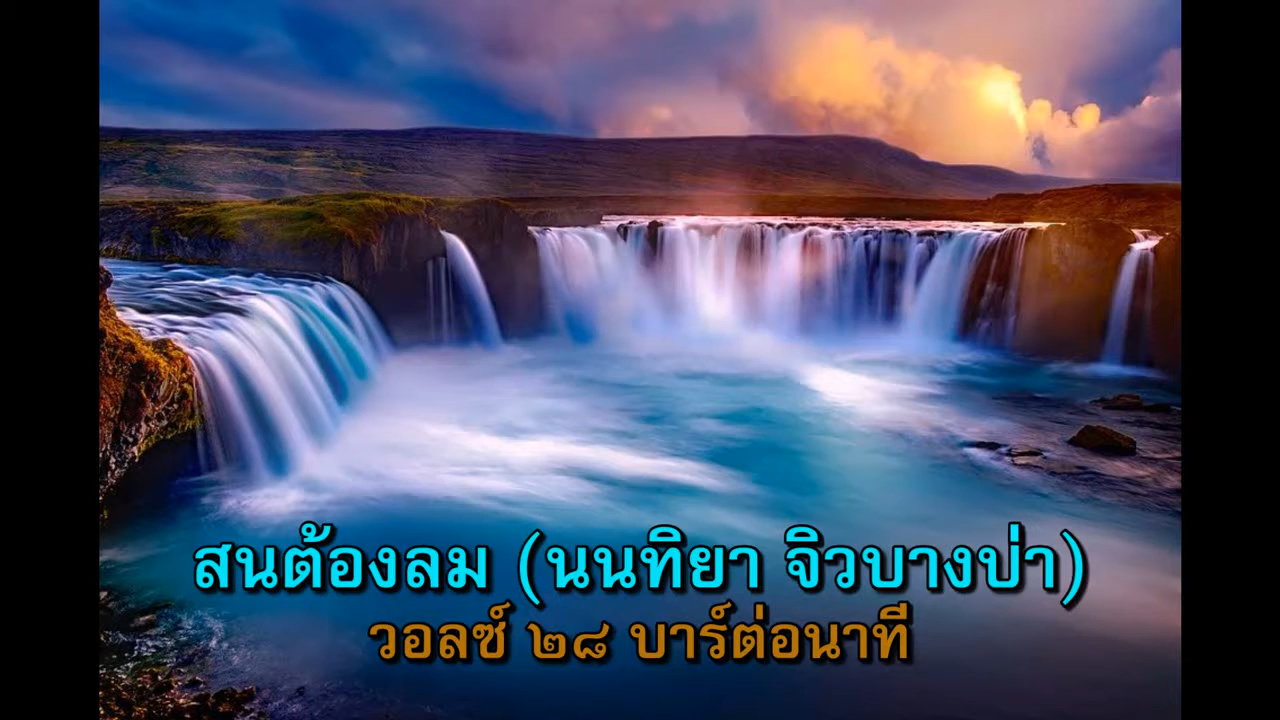 สนต้องลม (นนทิยา จิวบางป่า)
วอลซ์ ๒๘ บาร์ต่อนาที